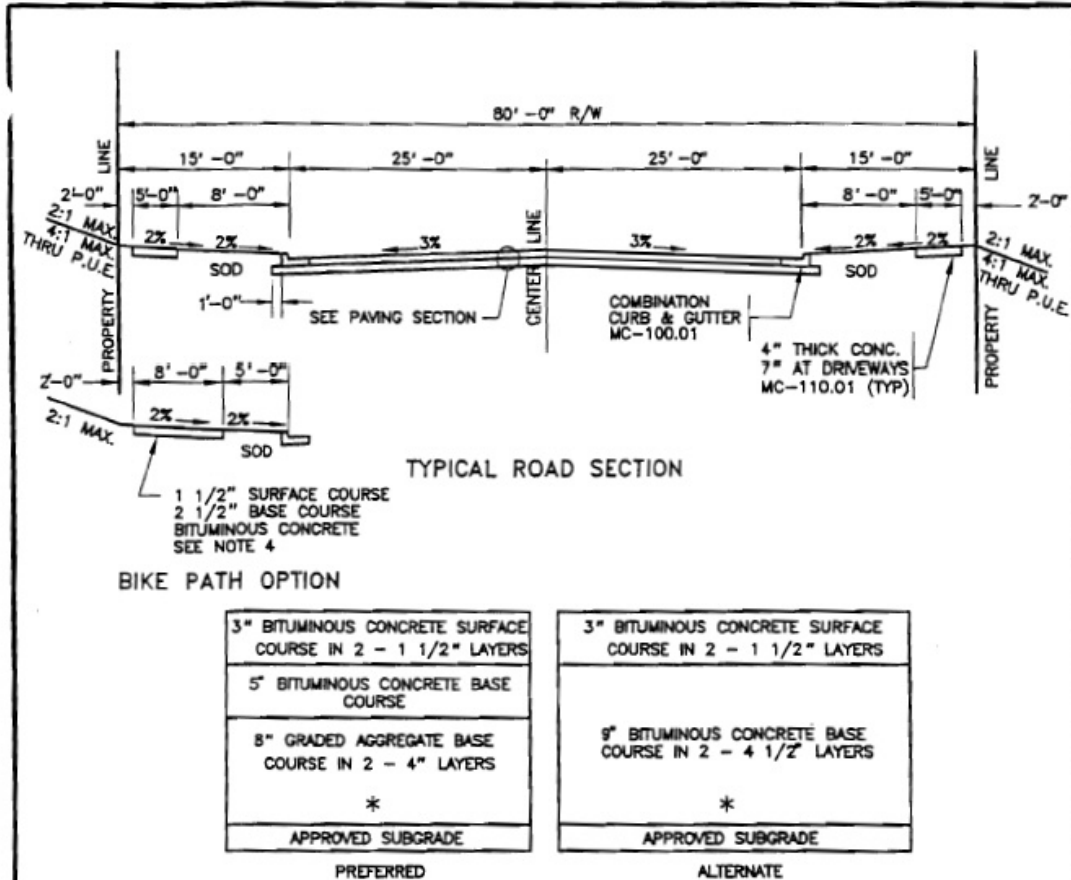 80'-0" R/W
15'-0"
25'-0"
25'-0"
15'-0"
2'-0"
5'-0"
8'-0"
8'-0"
5'-0"
2'-0"
PROPERTY LINE
CENTER LINE
PROPERTY LINE
2:1 MAX.
4:1 MAX.
THRU P.U.E.
2%
2%
3%
3%
2%
2%
2:1 MAX.
4:1 MAX.
THRU P.U.E.
SOD
SOD
1'-0"
SEE PAVING SECTION
COMBINATION
CURB & GUTTER
MC-100.01
4" THICK CONC.
7" AT DRIVEWAYS
MC-110.01 (TYP)
2'-0"
8'-0"
5'-0"
2:1 MAX.
2%
2%
SOD
TYPICAL ROAD SECTION
1 1/2" SURFACE COURSE
2 1/2" BASE COURSE
BITUMINOUS CONCRETE
SEE NOTE 4
BIKE PATH OPTION
3" BITUMINOUS CONCRETE SURFACE
COURSE IN 2 - 1 1/2" LAYERS
5" BITUMINOUS CONCRETE BASE
COURSE
8" GRADED AGGREGATE BASE
COURSE IN 2 - 4" LAYERS
*
APPROVED SUBGRADE
PREFERRED
3" BITUMINOUS CONCRETE SURFACE
COURSE IN 2 - 1 1/2" LAYERS
9" BITUMINOUS CONCRETE BASE
COURSE IN 2 - 4 1/2" LAYERS
*
APPROVED SUBGRADE
ALTERNATE